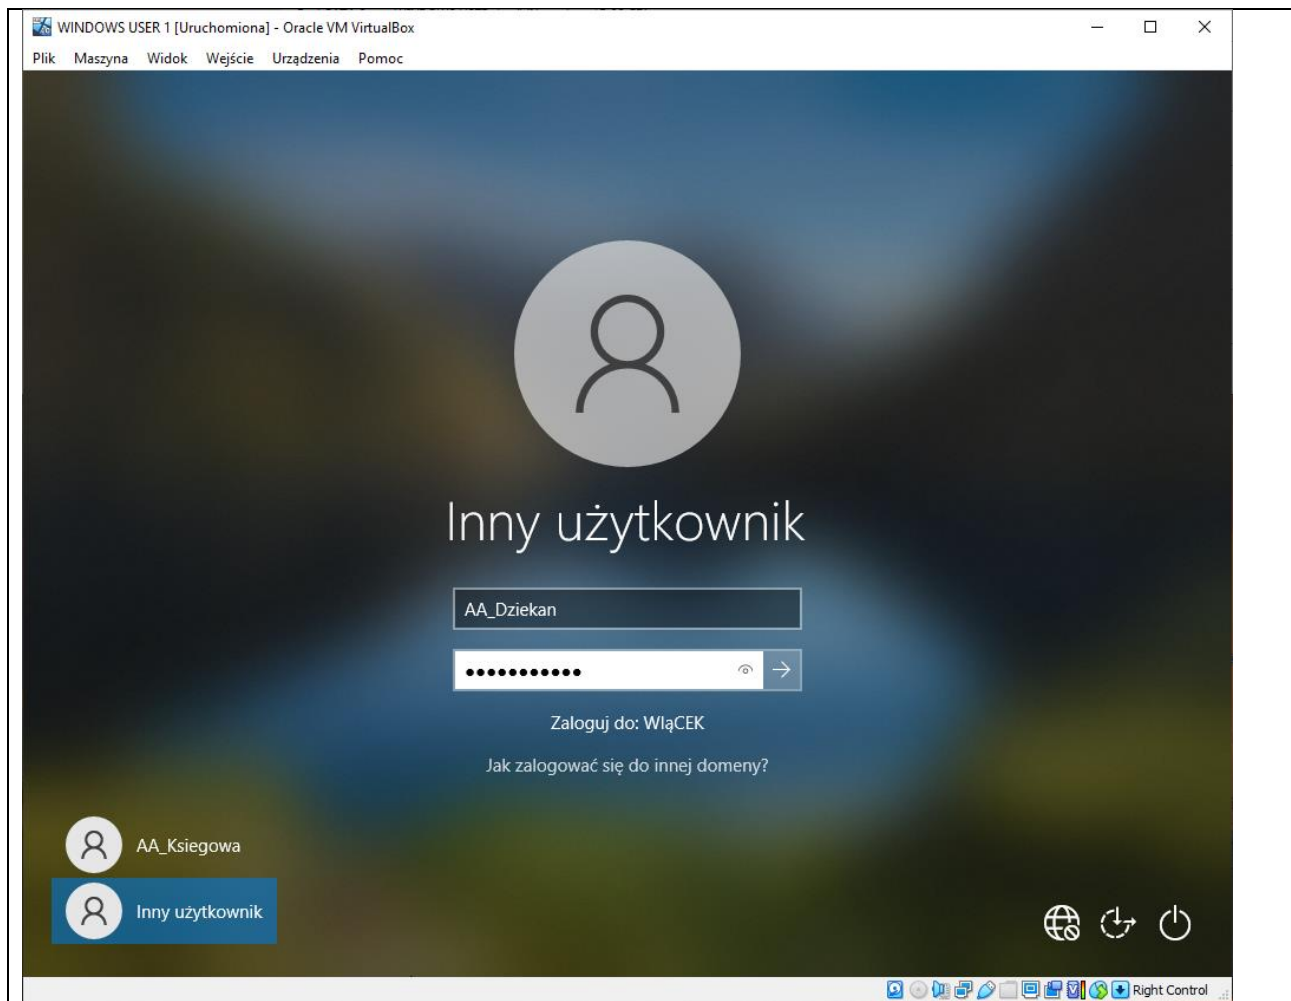 WINDOWS USER 1 [Uruchomiona] - Oracle VM VirtualBox
Plik Maszyna Widok Wejście Urządzenia Pomoc
Inny użytkownik
AA_Dziekan
Zaloguj do: WIąCEK
Jak zalogować się do innej domeny?
AA_Ksiegowa
Inny użytkownik
Right Control